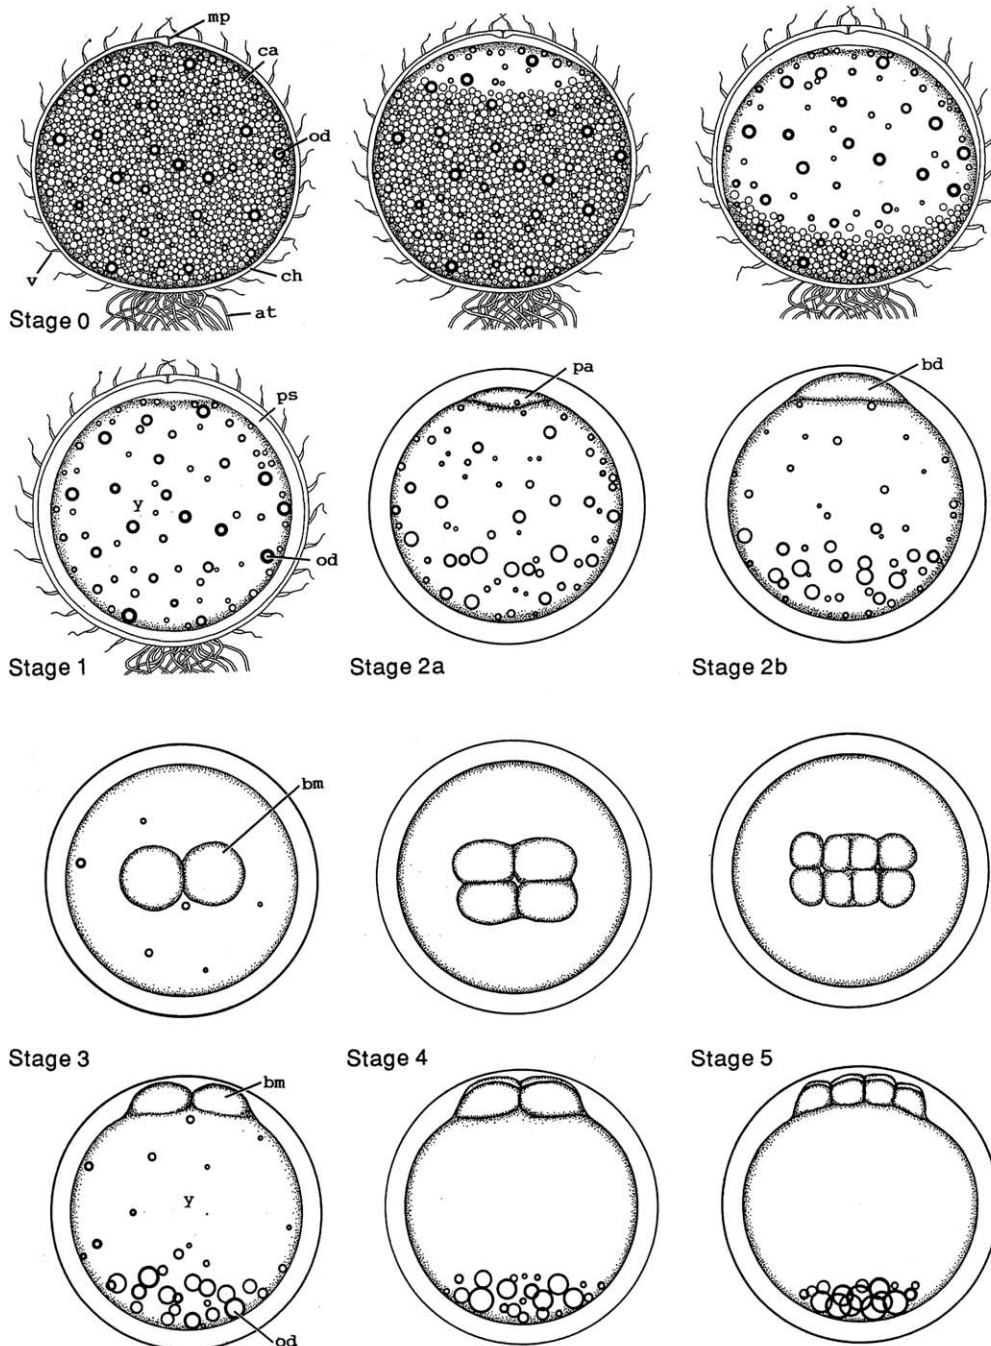 mp
ca
od
v
ch
at
Stage 0
ps
pa
bd
y
od
Stage 1
Stage 2a
Stage 2b
bm
Stage 3
Stage 4
Stage 5
bm
y
od